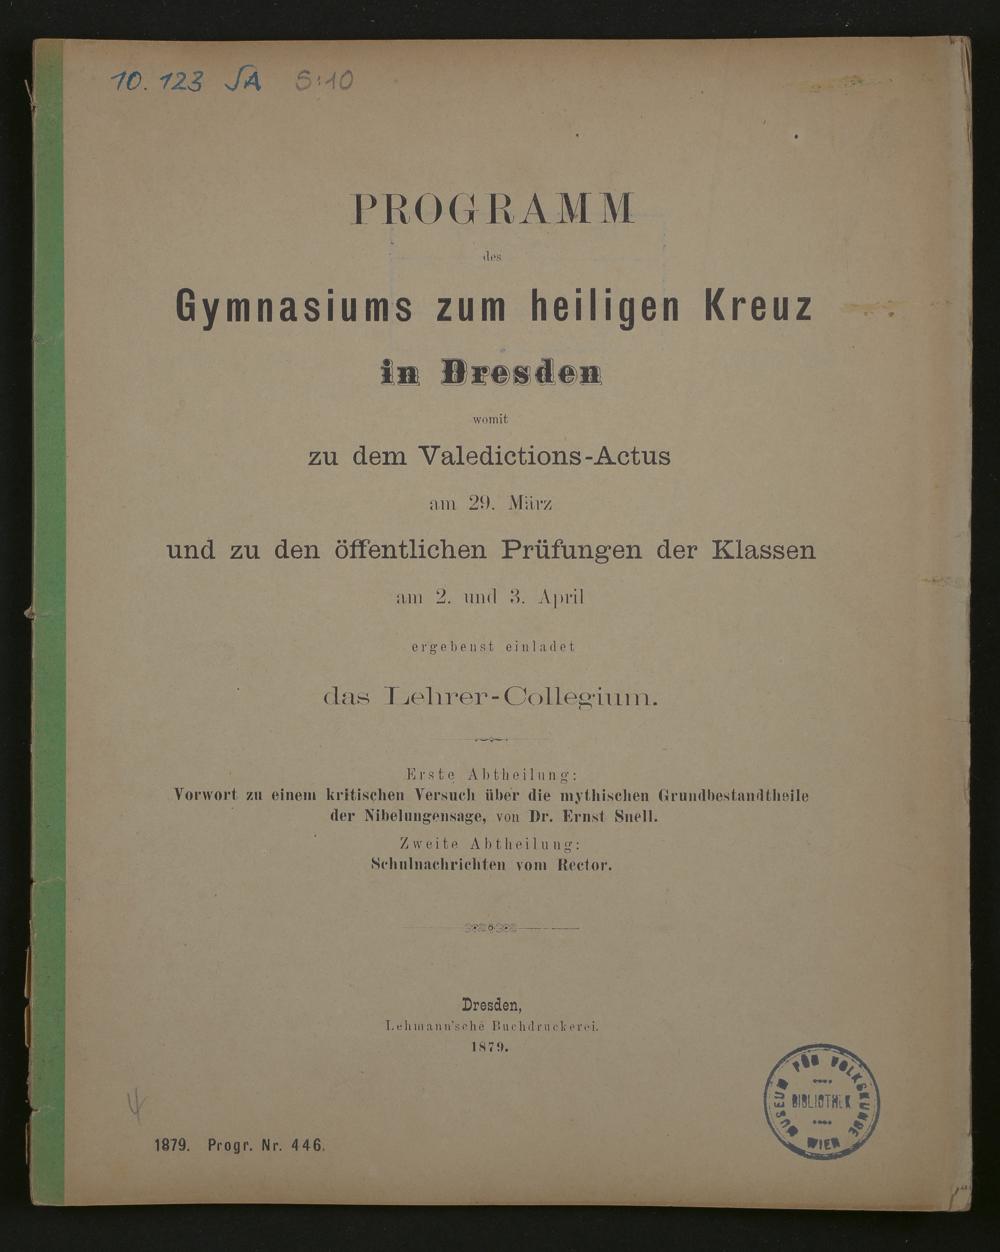 10. 123 SA S:10
PROGRAMM
des
Gymnasiums zum heiligen Kreuz
in Dresden
womit
zu dem Valedictions-Actus
am 29. März
und zu den öffentlichen Prüfungen der Klassen
am 2. und 3. April
ergebenst einladet
das Lehrer-Collegium.
Erste Abtheilung:
Vorwort zu einem kritischen Versuch über die mythischen Grundbestandtheile
der Nibelungensage, von Dr. Ernst Snell.
Zweite Abtheilung:
Schulnachrichten vom Rector.
Dresden,
Lehmann'sche Buchdruckerei.
1879.
4
1879. Progr. Nr. 446.
MUSEUM FÜR VOLKSKUNDE
BIBLIOTHEK
WIEN